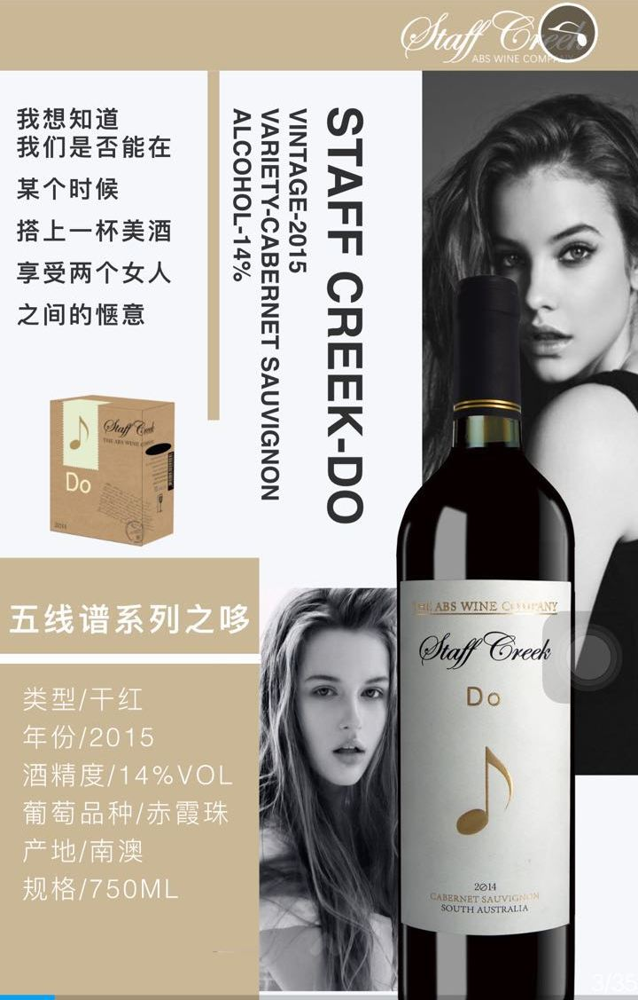 Staff Creek
ABS WINE COMPANY
我想知道
我们是否能在
某个时候
搭上一杯美酒
享受两个女人
之间的惬意
STAFF CREEK-DO
VINTAGE-2015
VARIETY-CABERNET SAUVIGNON
ALCOHOL-14%
Staff Creek
THE ABS WINE COMPANY
Do
2014
五线谱系列之哆
类型/干红
年份/2015
酒精度/14%VOL
葡萄品种/赤霞珠
产地/南澳
规格/750ML
THE ABS WINE COMPANY
Staff Creek
Do
2014
CABERNET SAUVIGNON
SOUTH AUSTRALIA
3/35